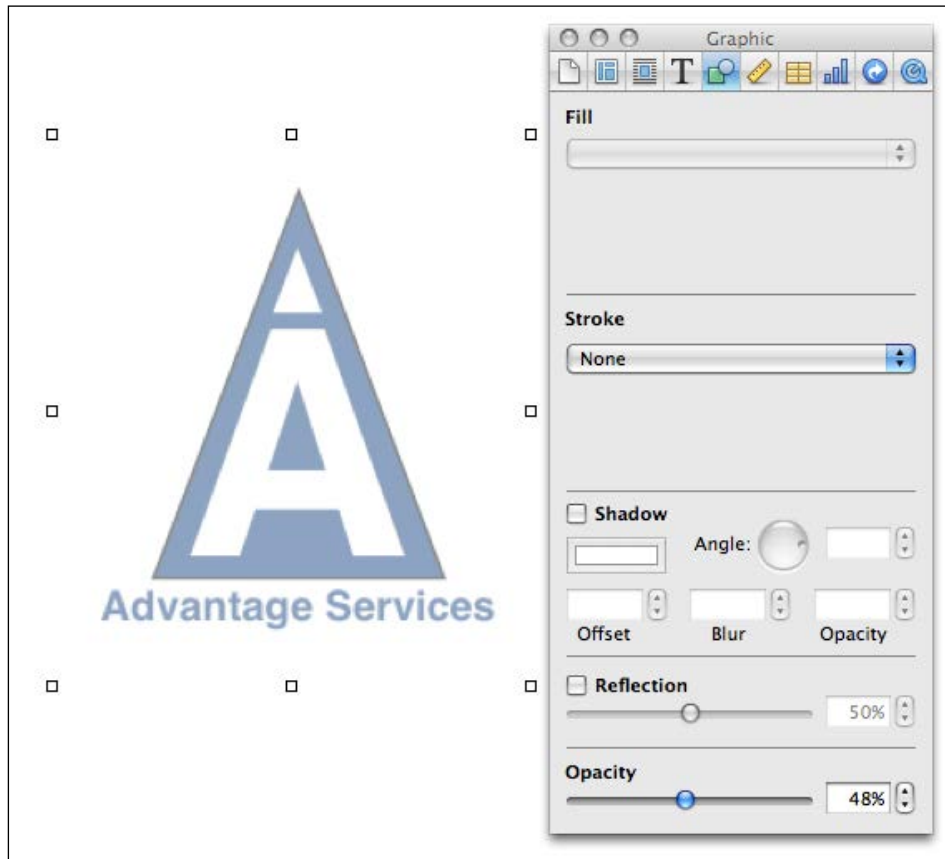 Graphic
T
Fill
Stroke
None
Shadow
Angle:
Offset Blur Opacity
Reflection
50%
Opacity
48%
A
Advantage Services